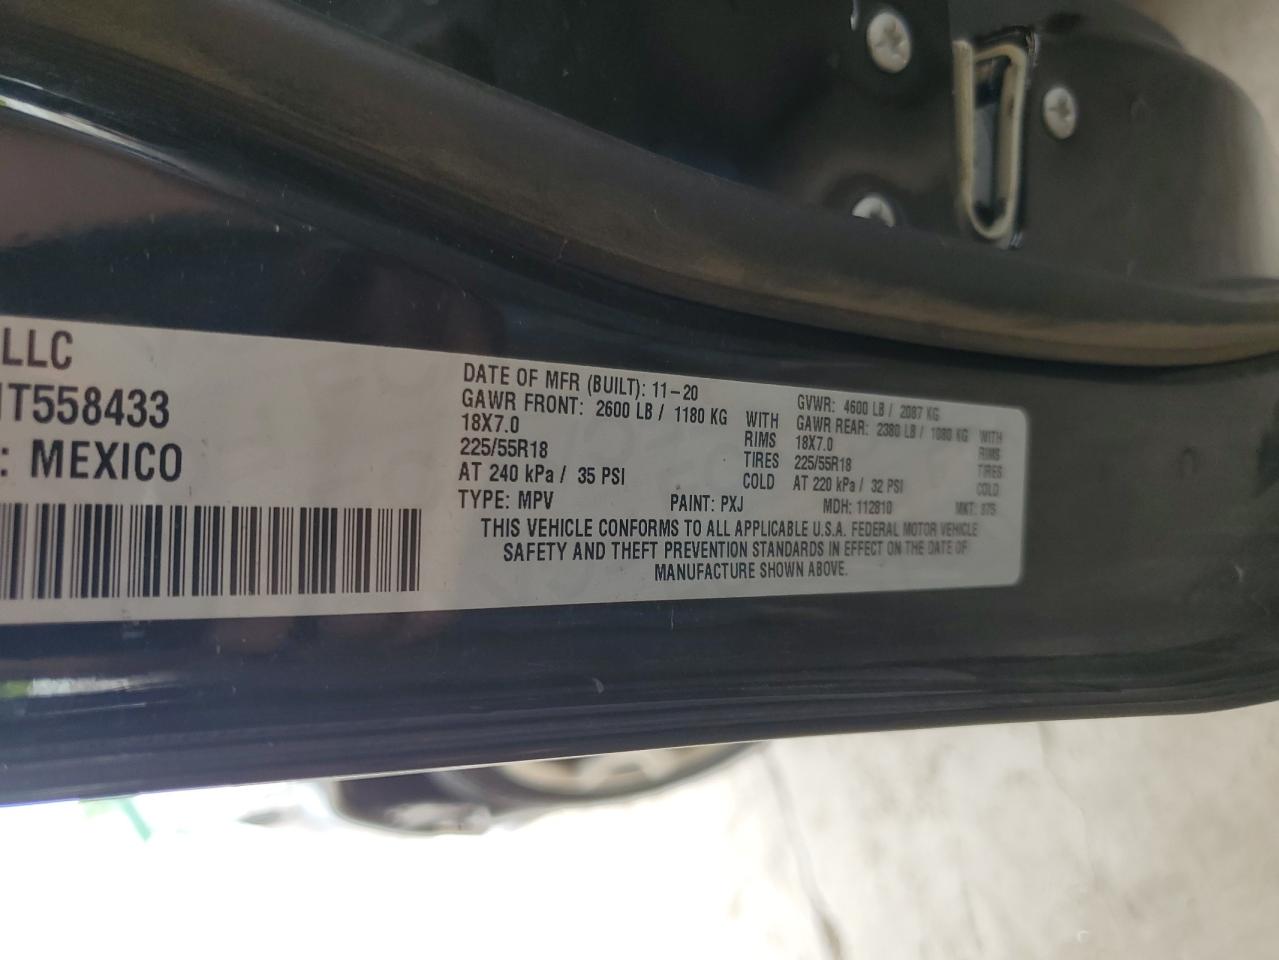 LLC
T558433
: MEXICO
DATE OF MFR (BUILT): 11-20 GVWR: 4600 LB / 2087 KG
GAWR FRONT: 2600 LB / 1180 KG WITH GAWR REAR: 2380 LB / 1080 KG WITH
18X7.0 RIMS 18X7.0 RIMS
225/55R18 TIRES 225/55R18 TIRES
AT 240 kPa / 35 PSI COLD AT 220 kPa / 32 PSI COLD
TYPE: MPV PAINT: PXJ MDH: 112810 MKT:
THIS VEHICLE CONFORMS TO ALL APPLICABLE U.S.A. FEDERAL MOTOR VEHICLE
SAFETY AND THEFT PREVENTION STANDARDS IN EFFECT ON THE DATE OF
MANUFACTURE SHOWN ABOVE.